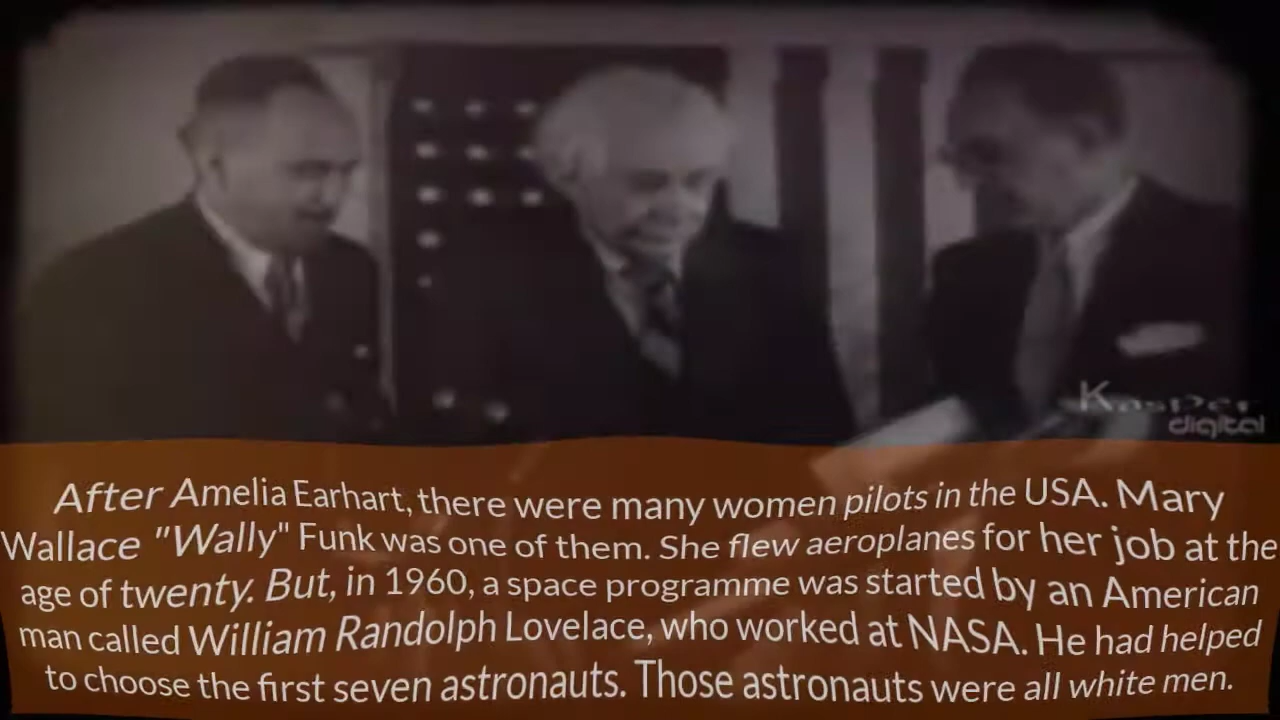 Kasper
digital
After Amelia Earhart, there were many women pilots in the USA. Mary
Wallace "Wally" Funk was one of them. She flew aeroplanes for her job at the
age of twenty. But, in 1960, a space programme was started by an American
man called William Randolph Lovelace, who worked at NASA. He had helped
to choose the first seven astronauts. Those astronauts were all white men.